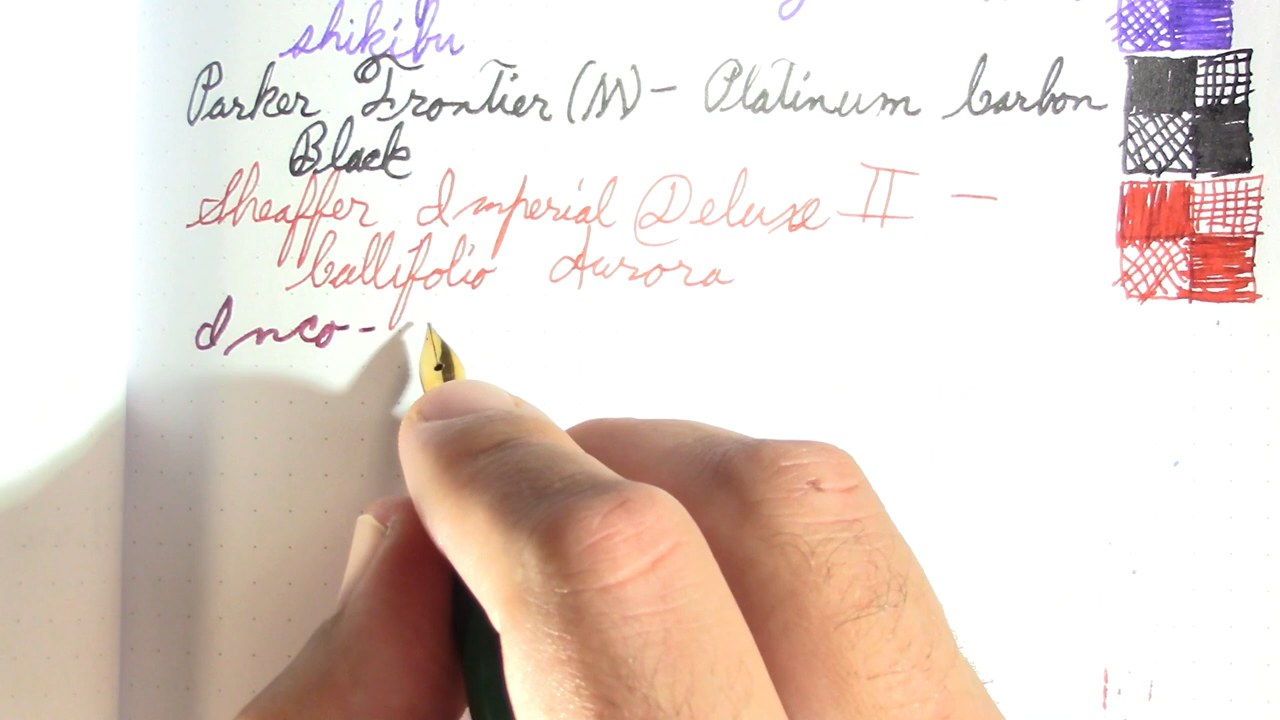 shikibu
Parker Frontier (M) - Platinum Carbon
Black
Sheaffer Imperial Deluxe II -
Callifolio Aurora
Inco -